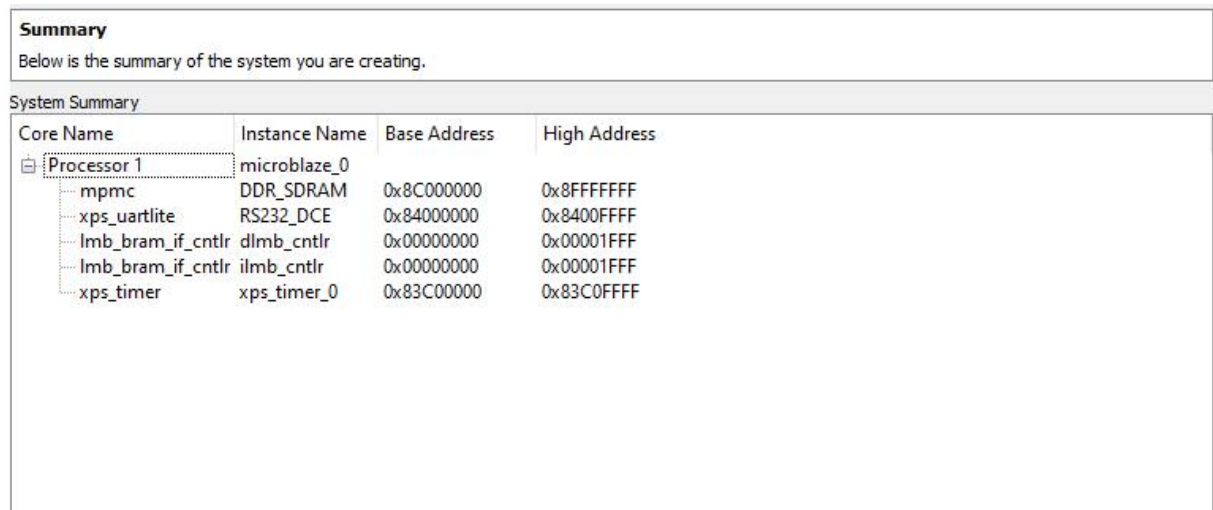 Summary
Below is the summary of the system you are creating.
System Summary
Core Name Instance Name Base Address High Address
Processor 1 microblaze_0
mpmc DDR_SDRAM 0x8C000000 0x8FFFFFFF
xps_uartlite RS232_DCE 0x84000000 0x8400FFFF
lmb_bram_if_cntlr dlmb_cntlr 0x00000000 0x00001FFF
lmb_bram_if_cntlr ilmb_cntlr 0x00000000 0x00001FFF
xps_timer xps_timer_0 0x83C00000 0x83C0FFFF